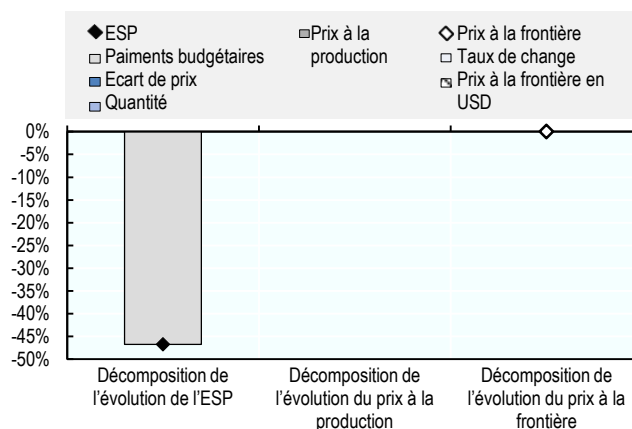 ESP
Paiments budgétaires
Ecart de prix
Quantité
Prix à la
production
Prix à la frontière
Taux de change
Prix à la frontière en
USD
0%
-5%
-10%
-15%
-20%
-25%
-30%
-35%
-40%
-45%
-50%
Décomposition de
l'évolution de l'ESP
Décomposition de
l'évolution du prix à la
production
Décomposition de
l'évolution du prix à la
frontière